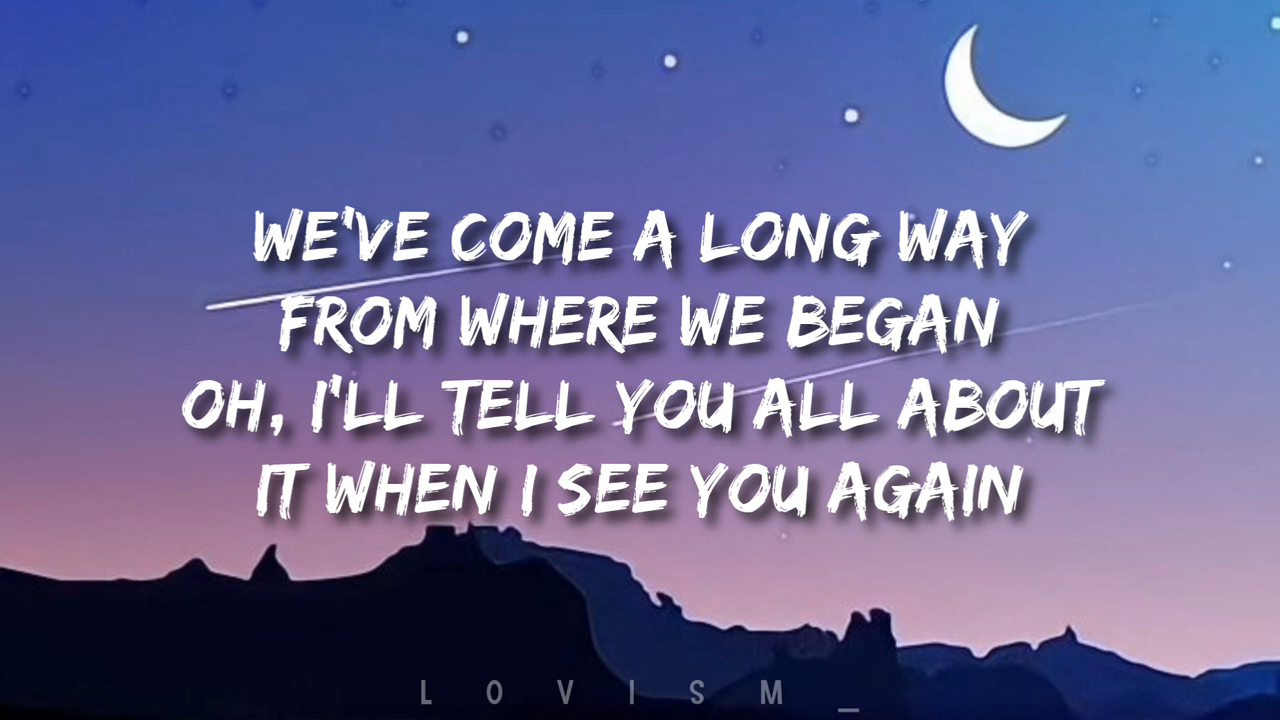 WE'VE COME A LONG WAY
FROM WHERE WE BEGAN
OH, I'LL TELL YOU ALL ABOUT
IT WHEN I SEE YOU AGAIN
LOVISM_